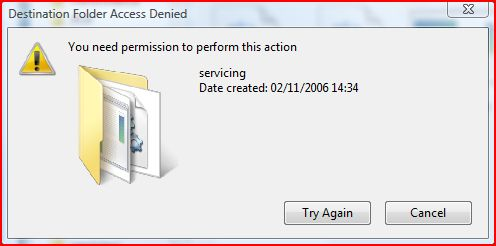 Destination Folder Access Denied
You need permission to perform this action
servicing
Date created: 02/11/2006 14:34
Try Again
Cancel